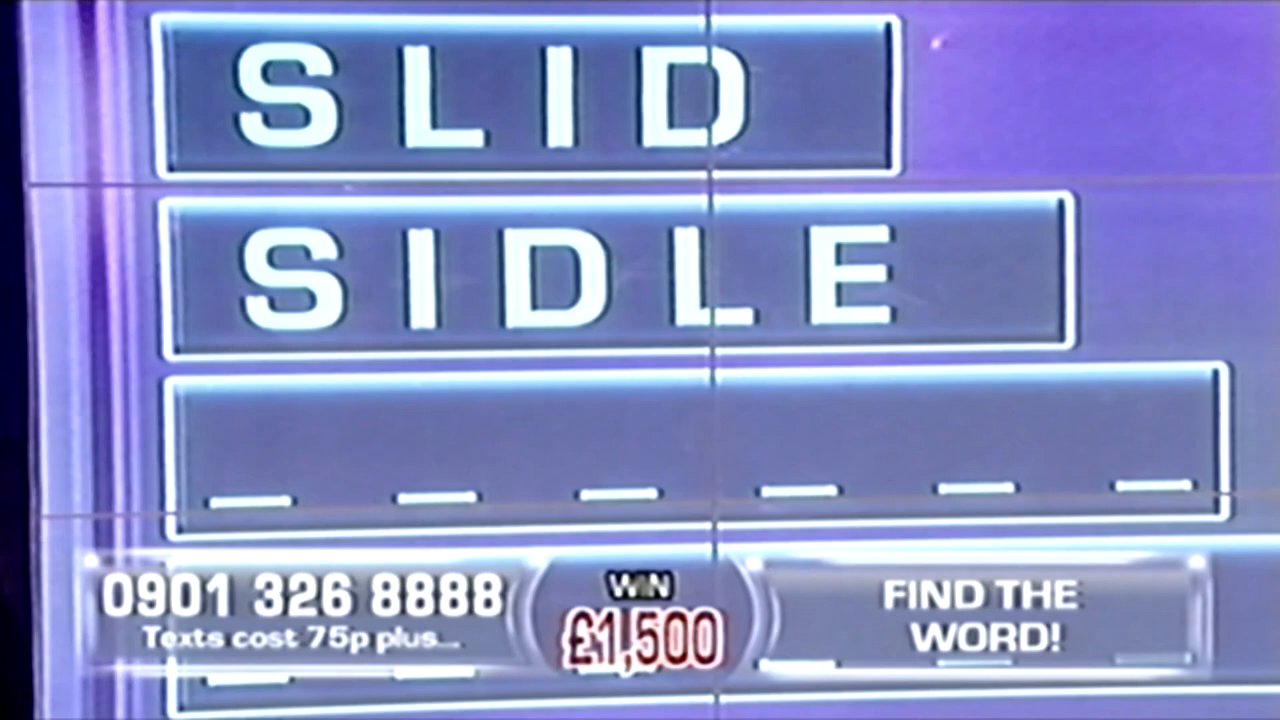 SLID
SIDLE
0901 326 8888
Texts cost 75p plus...
WIN
£1,500
FIND THE
WORD!